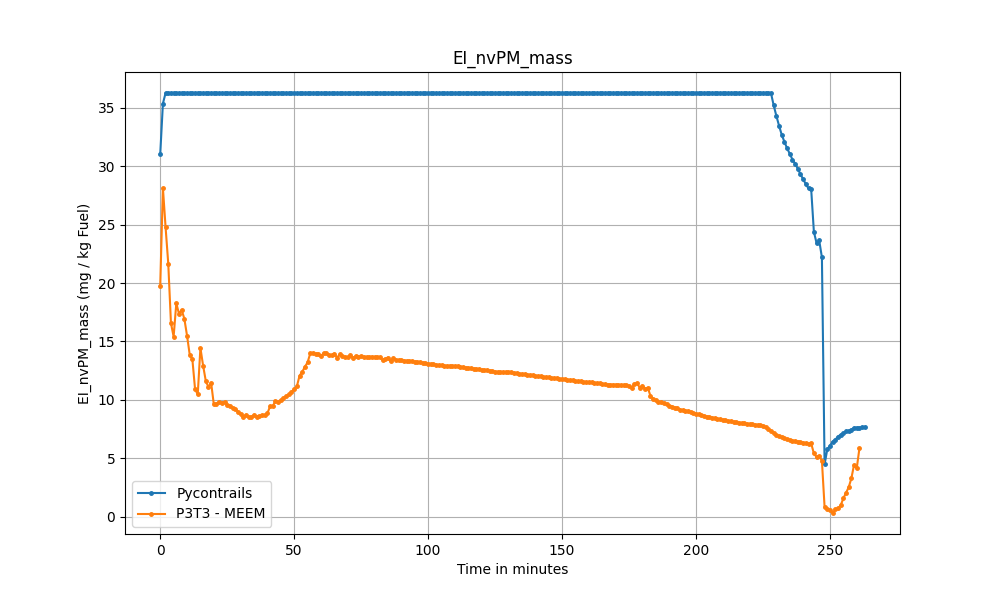 EI_nvPM_mass
EI_nvPM_mass (mg / kg Fuel)
35
30
25
20
15
10
5
0
Pycontrails
P3T3 - MEEM
0 50 100 150 200 250
Time in minutes